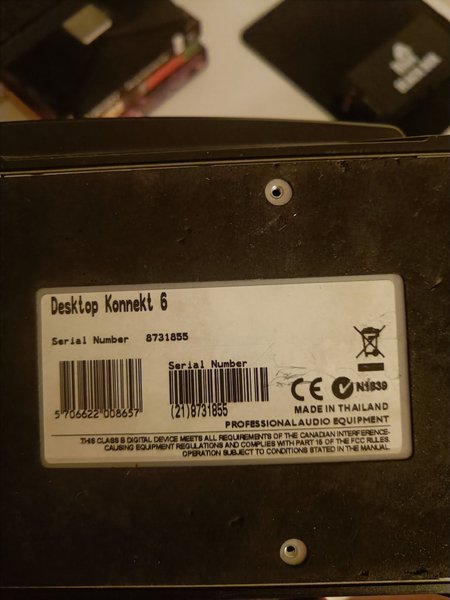 Desktop Konnekt 6
Serial Number 8731855
Serial Number
5 706622 008657
(21)8731855
CE N1839
MADE IN THAILAND
PROFESSIONAL AUDIO EQUIPMENT
THIS CLASS B DIGITAL DEVICE MEETS ALL REQUIREMENTS OF THE CANADIAN INTERFERENCE-
CAUSING EQUIPMENT REGULATIONS AND COMPLIES WITH PART 15 OF THE FCC RULES.
OPERATION SUBJECT TO CONDITIONS STATED IN THE MANUAL.